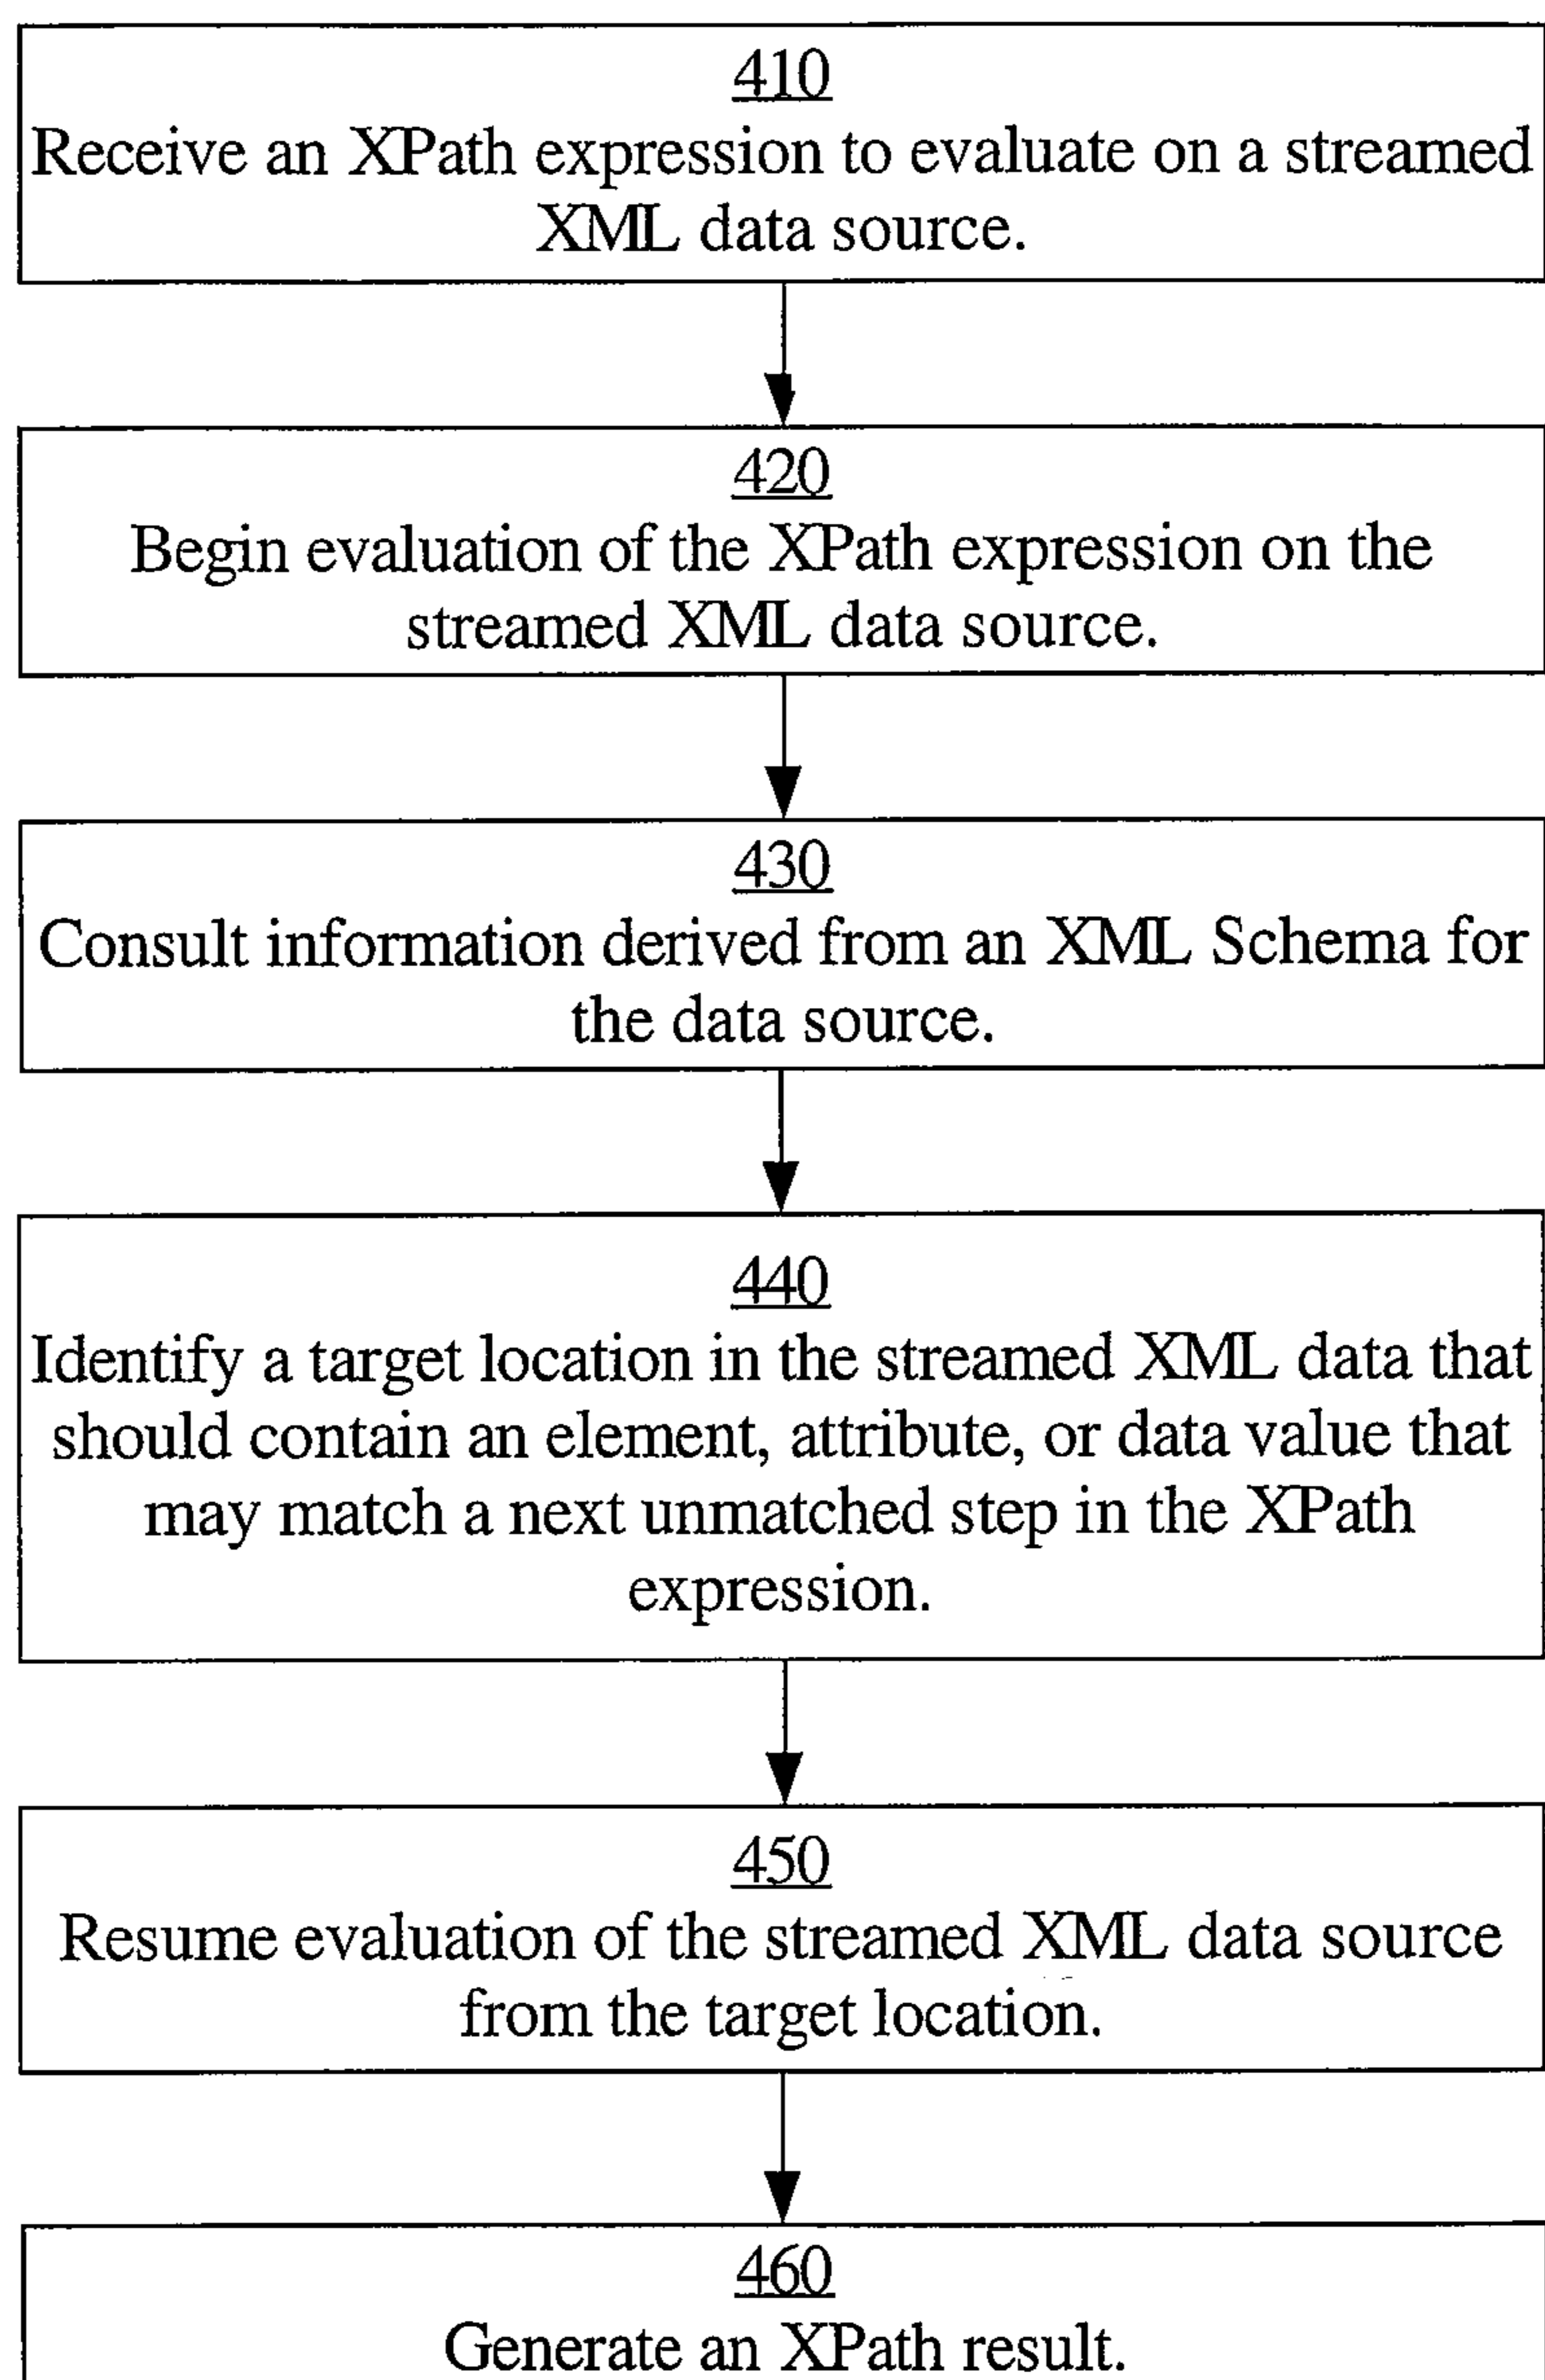 410
Receive an XPath expression to evaluate on a streamed
XML data source.
420
Begin evaluation of the XPath expression on the
streamed XML data source.
430
Consult information derived from an XML Schema for
the data source.
440
Identify a target location in the streamed XML data that
should contain an element, attribute, or data value that
may match a next unmatched step in the XPath
expression.
450
Resume evaluation of the streamed XML data source
from the target location.
460
Generate an XPath result.